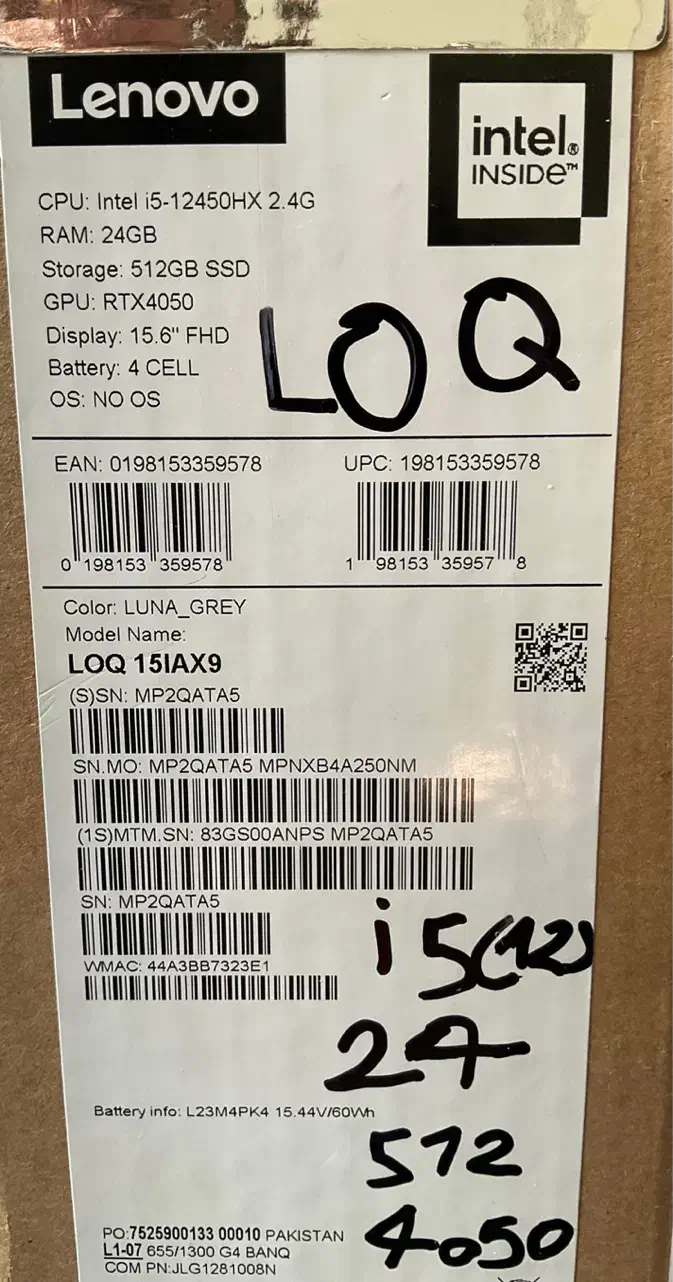 Lenovo
intel®
INSIDe™
CPU: Intel i5-12450HX 2.4G
RAM: 24GB
Storage: 512GB SSD
GPU: RTX4050
Display: 15.6" FHD
Battery: 4 CELL
OS: NO OS
LOQ
EAN: 0198153359578 UPC: 198153359578
0 198153 359578 1 98153 35957 8
Color: LUNA_GREY
Model Name:
LOQ 15IAX9
(S)SN: MP2QATA5
SN.MO: MP2QATA5 MPNXB4A250NM
(1S)MTM.SN: 83GS00ANPS MP2QATA5
SN: MP2QATA5
WMAC: 44A3BB7323E1
i5(12)
24
Battery info: L23M4PK4 15.44V/60Wh
512
4050
PO:7525900133 00010 PAKISTAN
L1-07 655/1300 G4 BANQ
COM PN:JLG1281008N